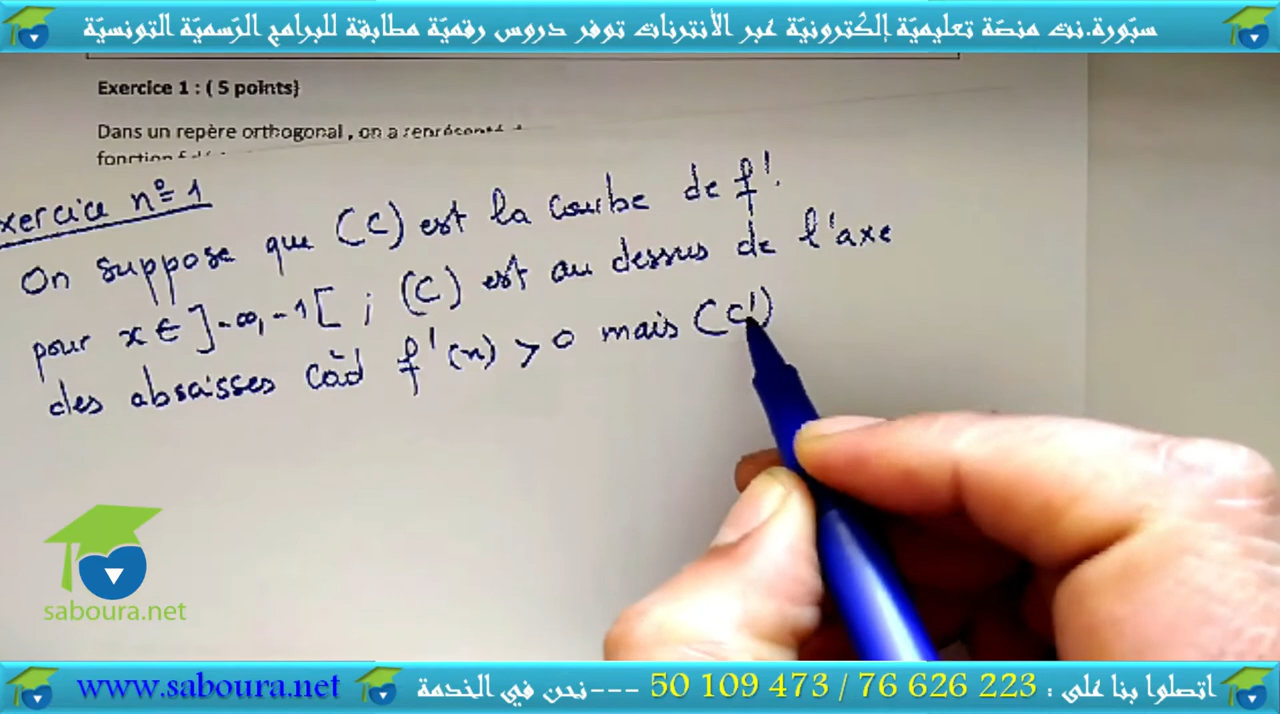 سبّورة.نت منصّة تعليميّة إلكترونيّة عبر الأنترنات توفر دروس رقميّة مطابقة للبرامج الرّسميّة التونسيّة
Exercice 1 : ( 5 points)
Dans un repère orthogonal , on a représenté
fonction f
xercice n° 1
On suppose que (C) est la courbe de f'.
pour x ∈ ]-∞, -1[ ; (C) est au dessus de l'axe
des absaisses càd f'(x) > 0 mais (C')
saboura.net
www.saboura.net اتصلوا بنا على : 50 109 473 / 76 626 223 ---نحن في الخدمة